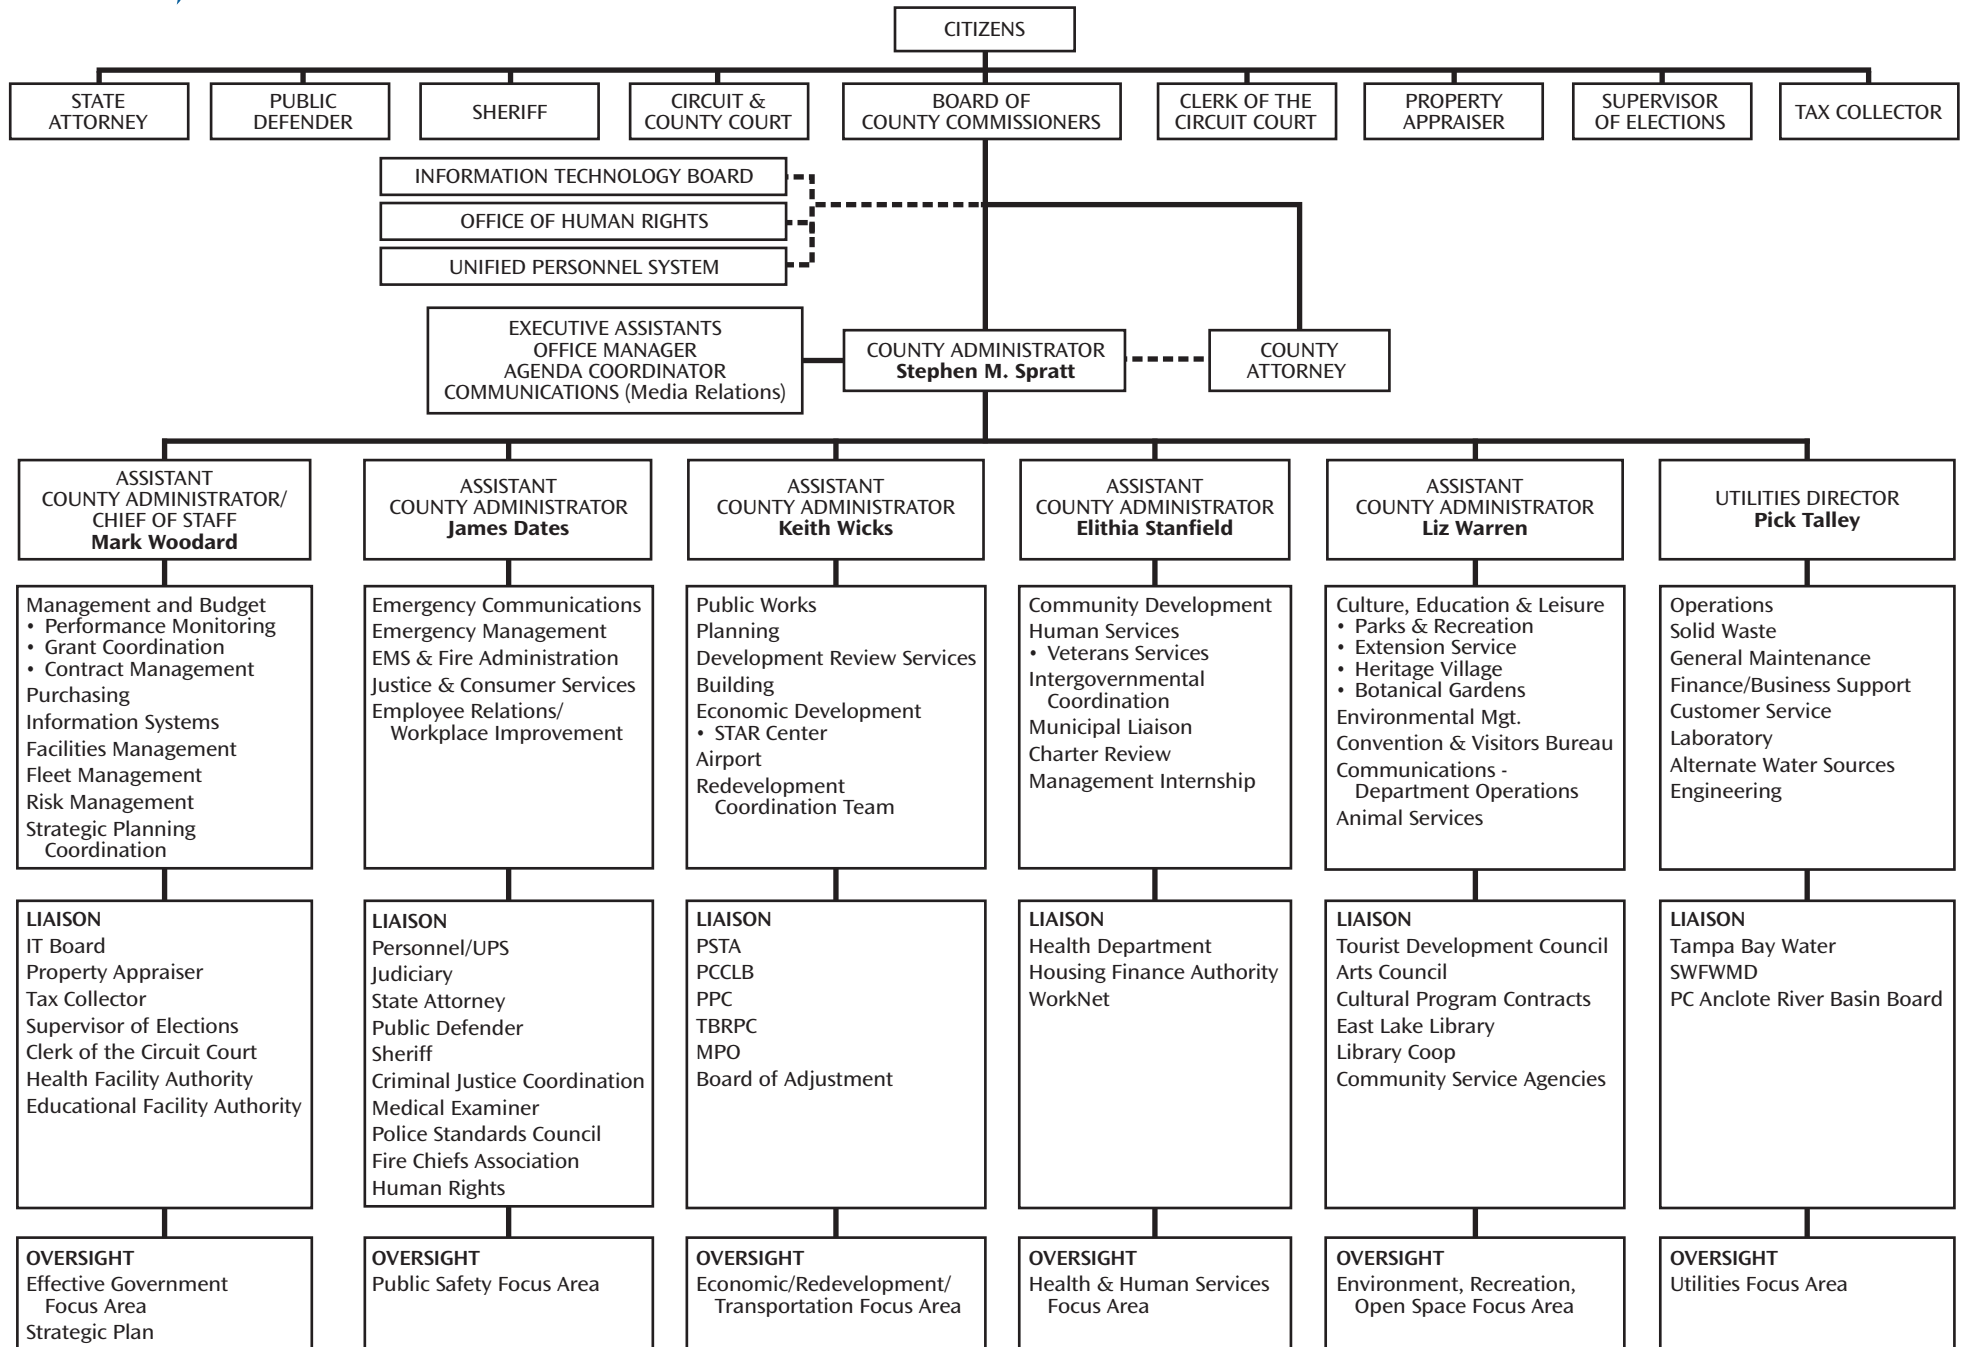 CITIZENS
STATE
ATTORNEY
PUBLIC
DEFENDER
SHERIFF
CIRCUIT &
COUNTY COURT
BOARD OF
COUNTY COMMISSIONERS
CLERK OF THE
CIRCUIT COURT
PROPERTY
APPRAISER
SUPERVISOR
OF ELECTIONS
TAX COLLECTOR
INFORMATION TECHNOLOGY BOARD
OFFICE OF HUMAN RIGHTS
UNIFIED PERSONNEL SYSTEM
EXECUTIVE ASSISTANTS
OFFICE MANAGER
AGENDA COORDINATOR
COMMUNICATIONS (Media Relations)
COUNTY ADMINISTRATOR
Stephen M. Spratt
COUNTY
ATTORNEY
ASSISTANT
COUNTY ADMINISTRATOR/
CHIEF OF STAFF
Mark Woodard
ASSISTANT
COUNTY ADMINISTRATOR
James Dates
ASSISTANT
COUNTY ADMINISTRATOR
Keith Wicks
ASSISTANT
COUNTY ADMINISTRATOR
Elithia Stanfield
ASSISTANT
COUNTY ADMINISTRATOR
Liz Warren
UTILITIES DIRECTOR
Pick Talley
Management and Budget
• Performance Monitoring
• Grant Coordination
• Contract Management
Purchasing
Information Systems
Facilities Management
Fleet Management
Risk Management
Strategic Planning
Coordination
Emergency Communications
Emergency Management
EMS & Fire Administration
Justice & Consumer Services
Employee Relations/
Workplace Improvement
Public Works
Planning
Development Review Services
Building
Economic Development
• STAR Center
Airport
Redevelopment
Coordination Team
Community Development
Human Services
• Veterans Services
Intergovernmental
Coordination
Municipal Liaison
Charter Review
Management Internship
Culture, Education & Leisure
• Parks & Recreation
• Extension Service
• Heritage Village
• Botanical Gardens
Environmental Mgt.
Convention & Visitors Bureau
Communications -
Department Operations
Animal Services
Operations
Solid Waste
General Maintenance
Finance/Business Support
Customer Service
Laboratory
Alternate Water Sources
Engineering
LIAISON
IT Board
Property Appraiser
Tax Collector
Supervisor of Elections
Clerk of the Circuit Court
Health Facility Authority
Educational Facility Authority
LIAISON
Personnel/UPS
Judiciary
State Attorney
Public Defender
Sheriff
Criminal Justice Coordination
Medical Examiner
Police Standards Council
Fire Chiefs Association
Human Rights
LIAISON
PSTA
PCCLB
PPC
TBRPC
MPO
Board of Adjustment
LIAISON
Health Department
Housing Finance Authority
WorkNet
LIAISON
Tourist Development Council
Arts Council
Cultural Program Contracts
East Lake Library
Library Coop
Community Service Agencies
LIAISON
Tampa Bay Water
SWFWMD
PC Anclote River Basin Board
OVERSIGHT
Effective Government
Focus Area
Strategic Plan
OVERSIGHT
Public Safety Focus Area
OVERSIGHT
Economic/Redevelopment/
Transportation Focus Area
OVERSIGHT
Health & Human Services
Focus Area
OVERSIGHT
Environment, Recreation,
Open Space Focus Area
OVERSIGHT
Utilities Focus Area